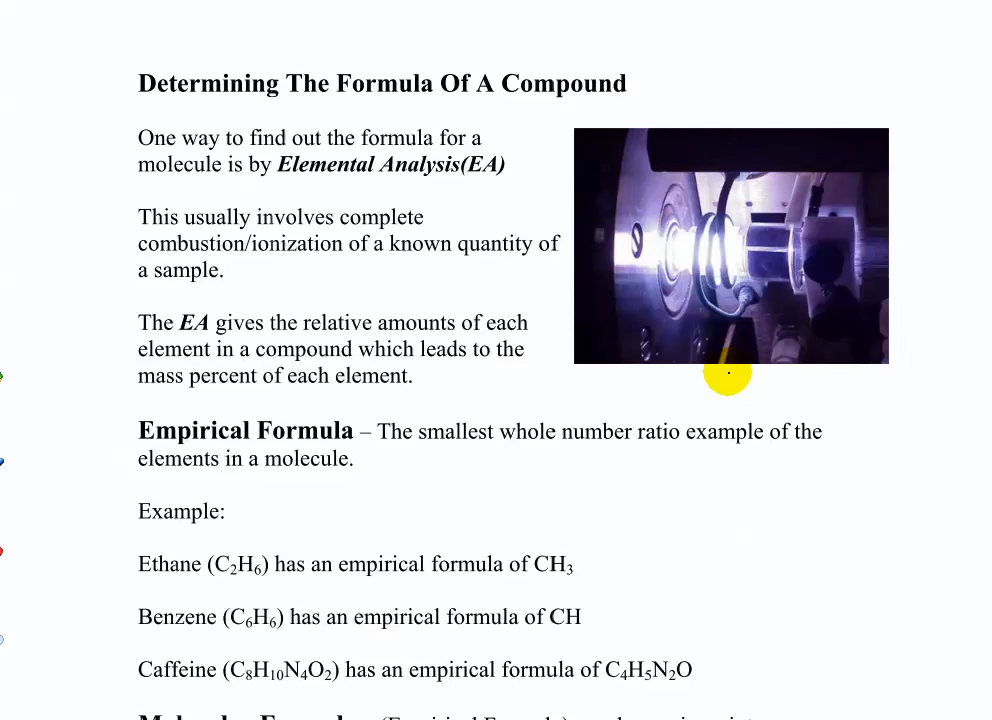 Determining The Formula Of A Compound
One way to find out the formula for a
molecule is by Elemental Analysis(EA)
This usually involves complete
combustion/ionization of a known quantity of
a sample.
The EA gives the relative amounts of each
element in a compound which leads to the
mass percent of each element.
Empirical Formula – The smallest whole number ratio example of the
elements in a molecule.
Example:
Ethane (C₂H₆) has an empirical formula of CH₃
Benzene (C₆H₆) has an empirical formula of CH
Caffeine (C₈H₁₀N₄O₂) has an empirical formula of C₄H₅N₂O